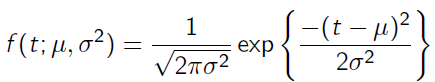 f(t; μ, σ²) = 1/√(2πσ²) exp { −(t − μ)² / 2σ² }